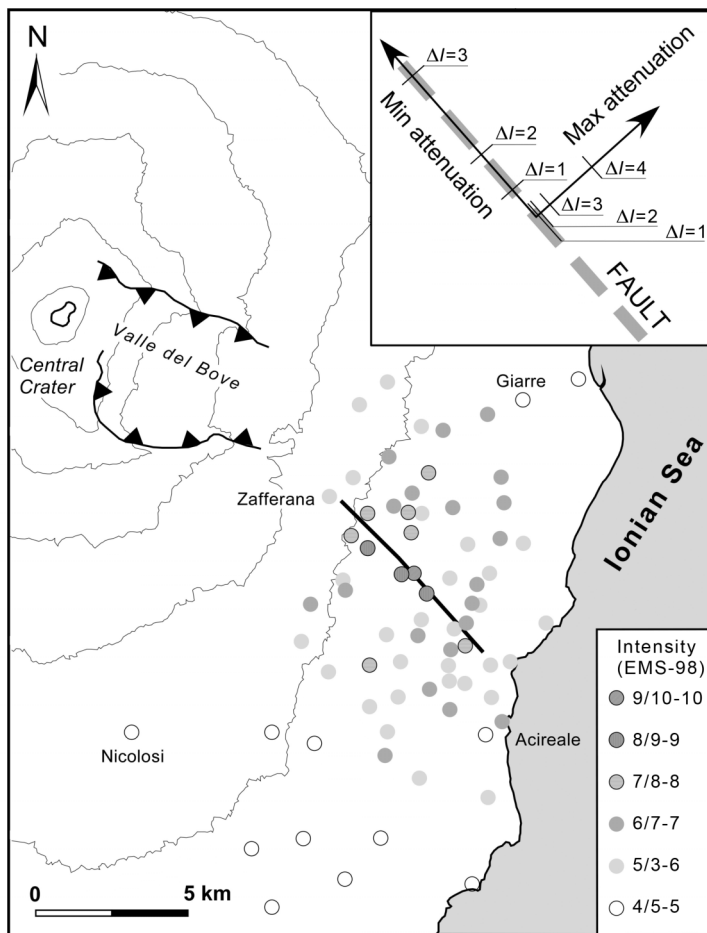 N
ΔI=3
Max attenuation
Min attenuation
ΔI=2
ΔI=4
ΔI=1
ΔI=3
ΔI=2
ΔI=1
FAULT
Valle del Bove
Central
Crater
Giarre
Zafferana
Ionian Sea
Nicolosi
Acireale
Intensity
(EMS-98)
9/10-10
8/9-9
7/8-8
6/7-7
5/3-6
4/5-5
0
5 km